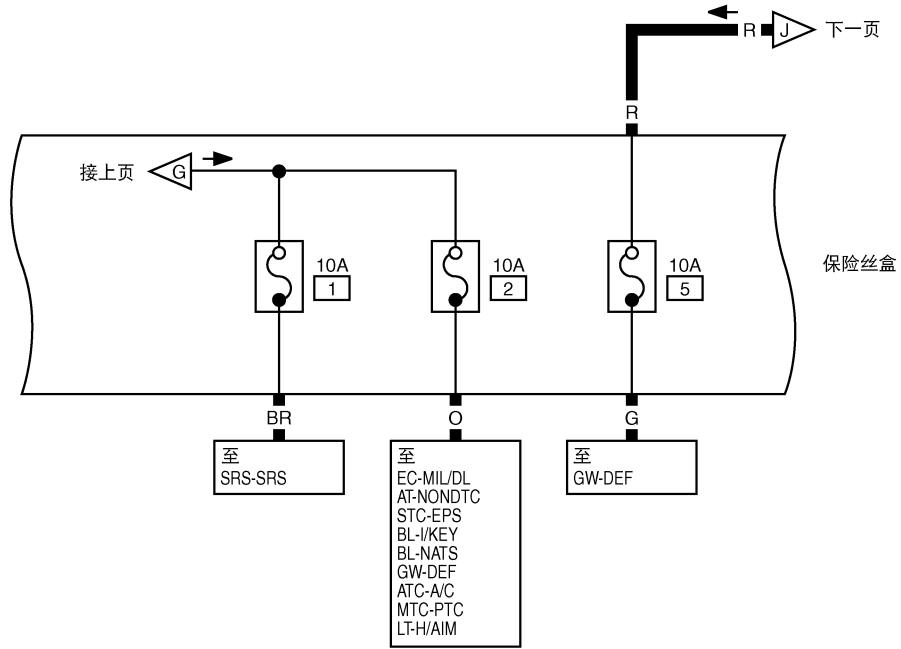 R J 下一页
R
接上页 G
保险丝盒
10A
1
10A
2
10A
5
BR
O
G
至
SRS-SRS
至
EC-MIL/DL
AT-NONDTC
STC-EPS
BL-I/KEY
BL-NATS
GW-DEF
ATC-A/C
MTC-PTC
LT-H/AIM
至
GW-DEF